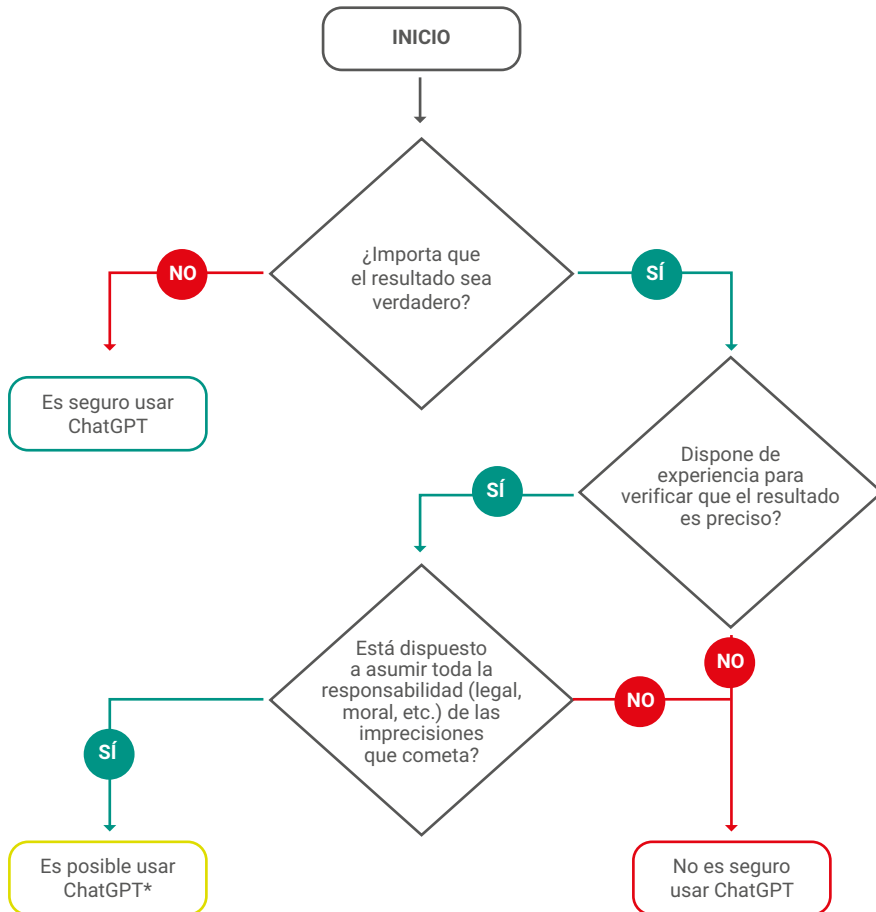 INICIO
¿Importa que
el resultado sea
verdadero?
NO
SÍ
Es seguro usar
ChatGPT
Dispone de
experiencia para
verificar que el resultado
es preciso?
SÍ
NO
Está dispuesto
a asumir toda la
responsabilidad (legal,
moral, etc.) de las
imprecisiones
que cometa?
NO
SÍ
Es posible usar
ChatGPT*
No es seguro
usar ChatGPT